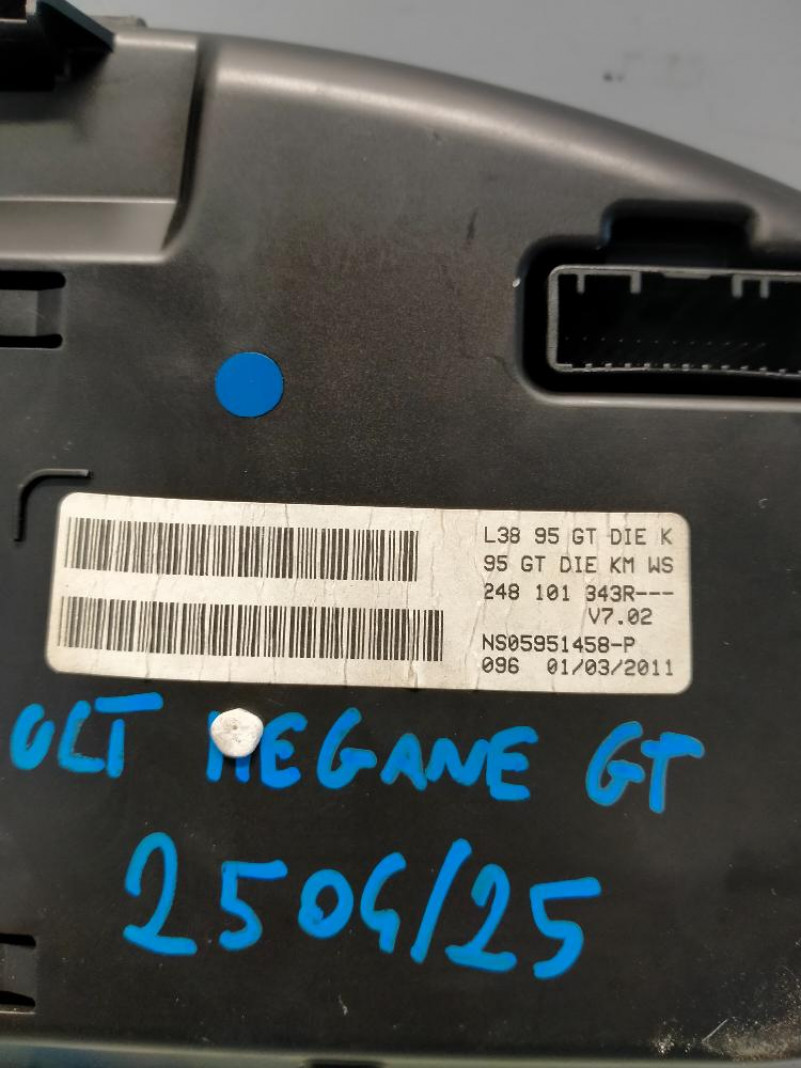 L38 95 GT DIE K
95 GT DIE KM WS
248 101 343R---
V7.02
NS05951458-P
096 01/03/2011
OLT MEGANE GT
2504/25